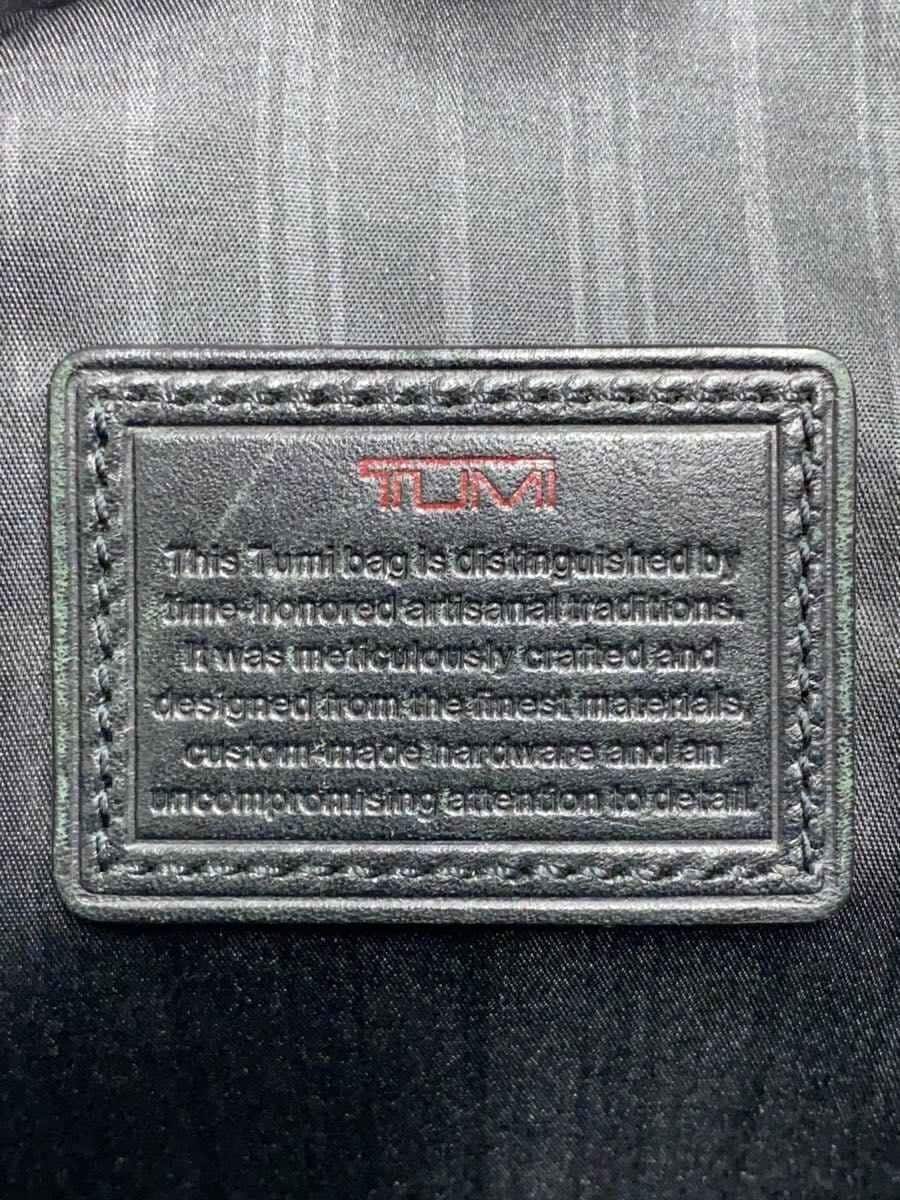 TUMI
This Tumi bag is distinguished by
time-honored artisanal traditions.
It was meticulously crafted and
designed from the finest materials,
custom-made hardware and an
uncompromising attention to detail.